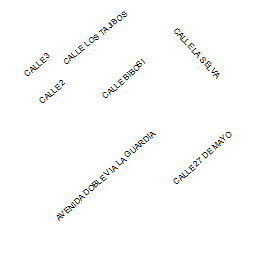 CALLE LOS TAJIBOS
CALLE LA SELVA
CALLE 3
CALLE 2
CALLE BIBOSI
AVENIDA DOBLE VIA LA GUARDIA
CALLE 27 DE MAYO